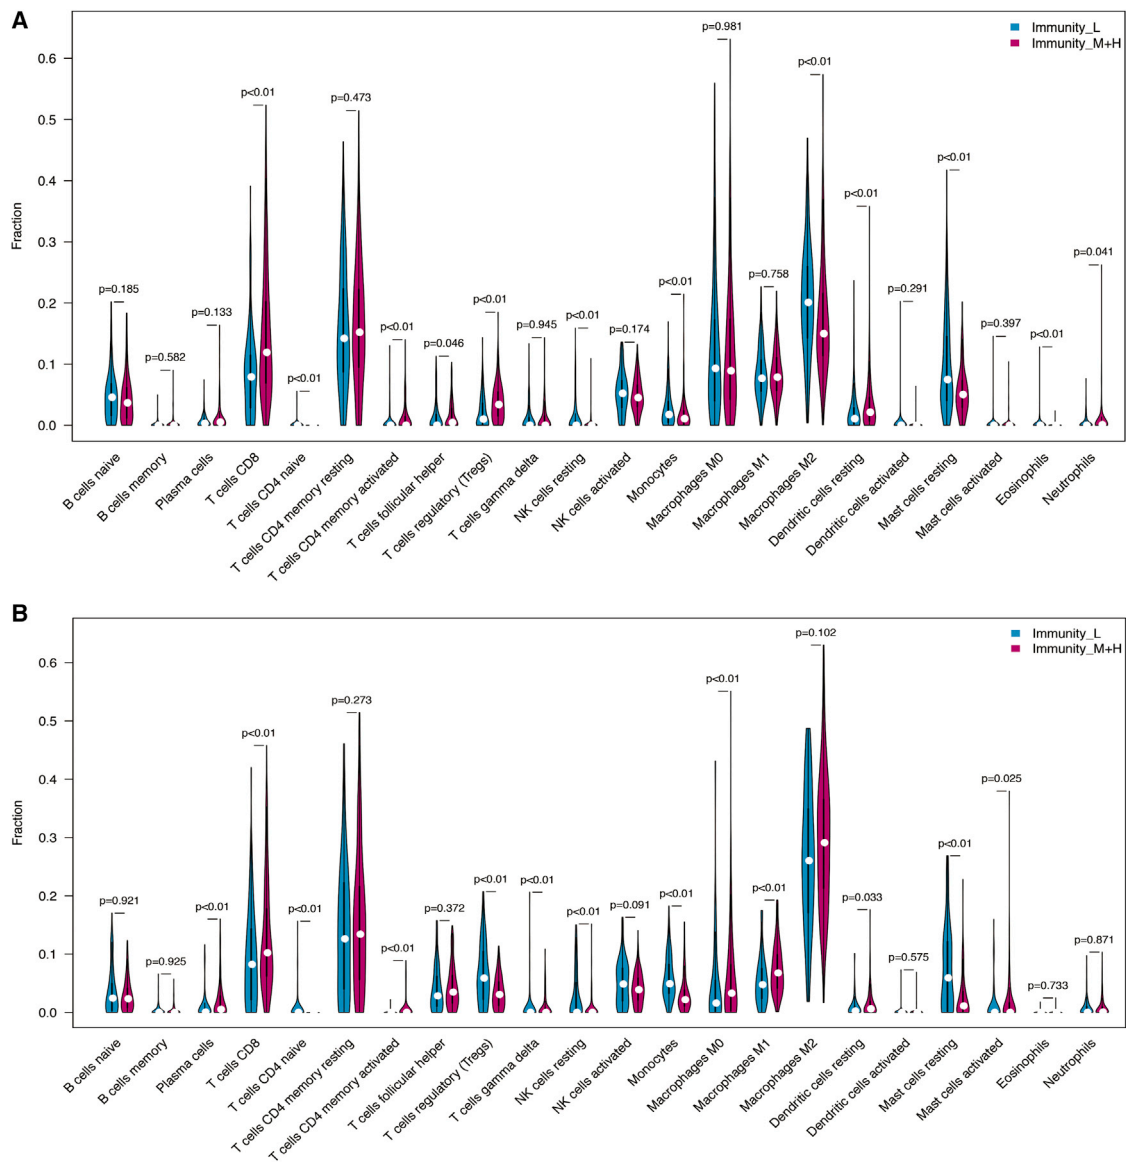 A
Immunity_L
Immunity_M+H
p=0.981
p<0.01
p<0.01
p=0.473
p<0.01
p<0.01
p=0.185
p=0.582
p=0.133
p<0.01
p<0.01
p=0.046
p<0.01
p=0.945
p<0.01
p=0.174
p<0.01
p=0.758
p=0.291
p=0.397
p<0.01
p=0.041
Fraction
0.6
0.5
0.4
0.3
0.2
0.1
0.0
B cells naive
B cells memory
Plasma cells
T cells CD8
T cells CD4 naive
T cells CD4 memory resting
T cells CD4 memory activated
T cells follicular helper
T cells regulatory (Tregs)
T cells gamma delta
NK cells resting
NK cells activated
Monocytes
Macrophages M0
Macrophages M1
Macrophages M2
Dendritic cells resting
Dendritic cells activated
Mast cells resting
Mast cells activated
Eosinophils
Neutrophils
B
Immunity_L
Immunity_M+H
p=0.102
p<0.01
p=0.273
p<0.01
p=0.025
p=0.921
p=0.925
p<0.01
p<0.01
p<0.01
p=0.372
p<0.01
p<0.01
p<0.01
p=0.091
p<0.01
p<0.01
p=0.033
p=0.575
p<0.01
p=0.733
p=0.871
Fraction
0.6
0.5
0.4
0.3
0.2
0.1
0.0
B cells naive
B cells memory
Plasma cells
T cells CD8
T cells CD4 naive
T cells CD4 memory resting
T cells CD4 memory activated
T cells follicular helper
T cells regulatory (Tregs)
T cells gamma delta
NK cells resting
NK cells activated
Monocytes
Macrophages M0
Macrophages M1
Macrophages M2
Dendritic cells resting
Dendritic cells activated
Mast cells resting
Mast cells activated
Eosinophils
Neutrophils